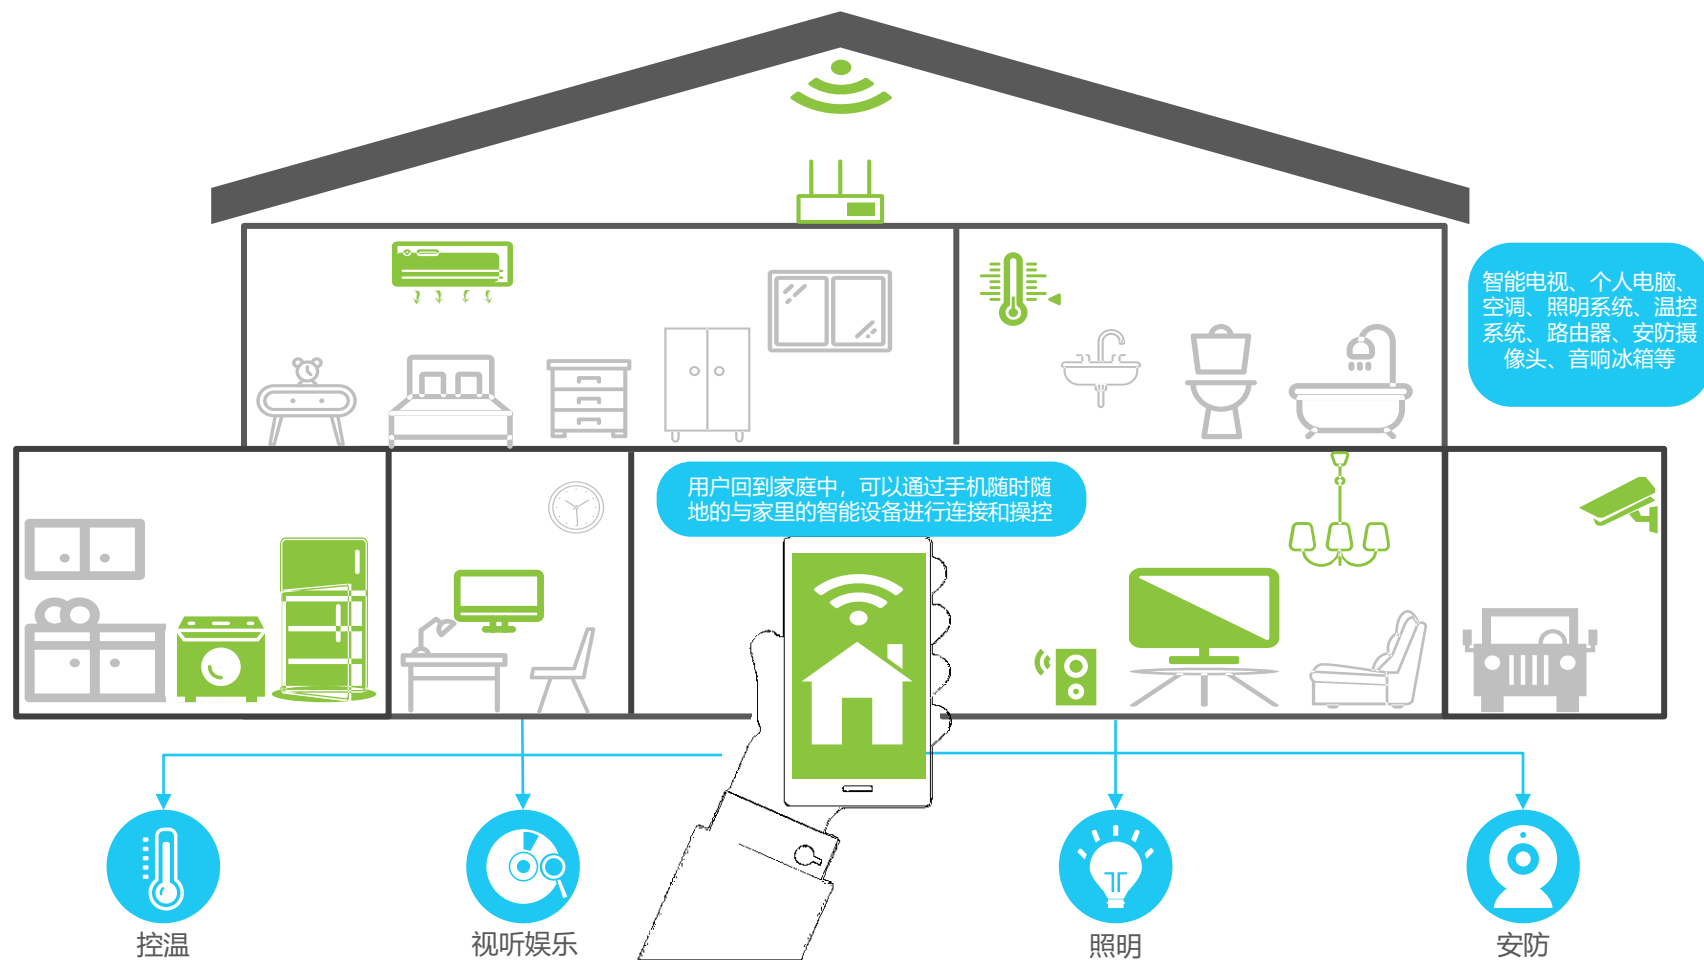 智能电视、个人电脑、
空调、照明系统、温控
系统、路由器、安防摄
像头、音响冰箱等
用户回到家庭中，可以通过手机随时随
地的与家里的智能设备进行连接和操控
控温
视听娱乐
照明
安防